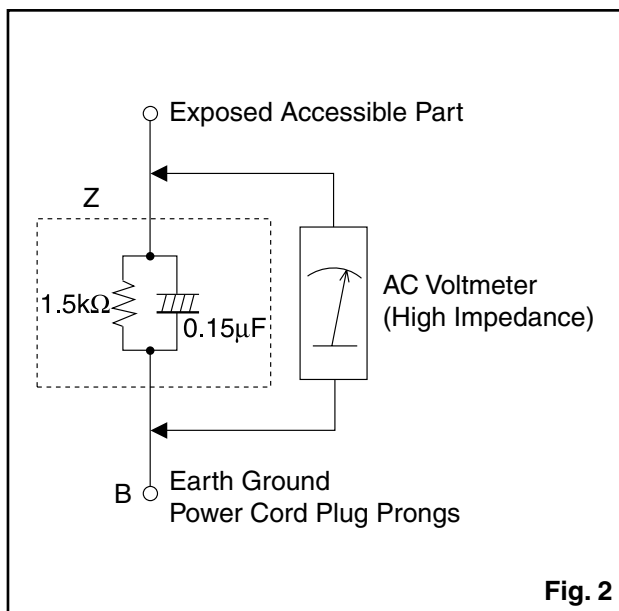 Exposed Accessible Part
Z
1.5kΩ
0.15μF
AC Voltmeter
(High Impedance)
B
Earth Ground
Power Cord Plug Prongs
Fig. 2